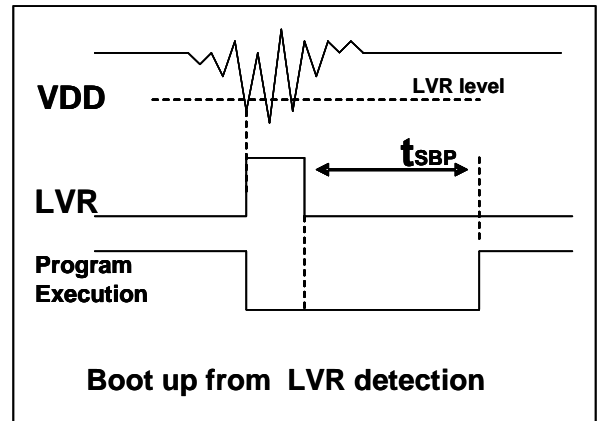 LVR level
VDD
tSBP
LVR
Program
Execution
Boot up from LVR detection